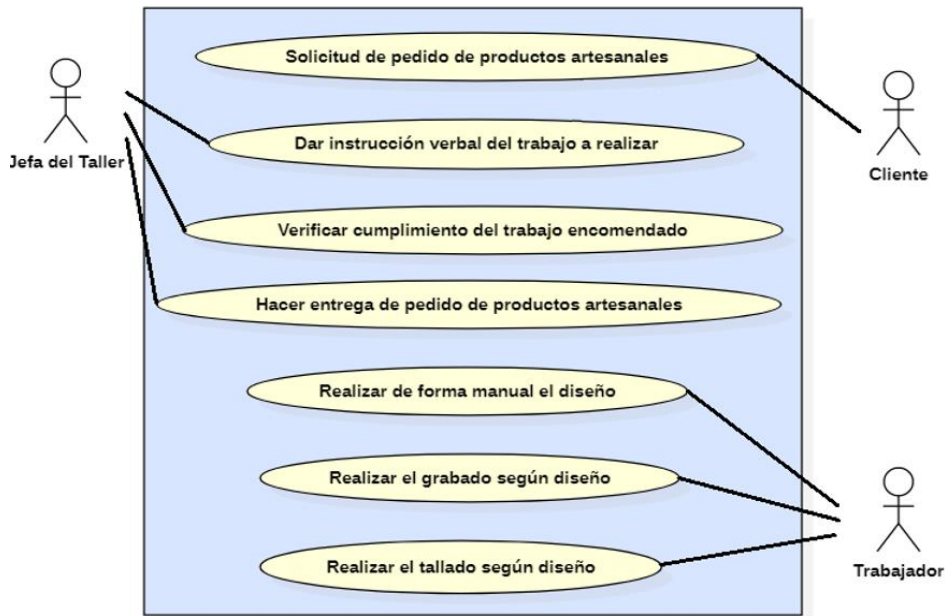 Solicitud de pedido de productos artesanales
Jefa del Taller
Dar instrucción verbal del trabajo a realizar
Cliente
Verificar cumplimiento del trabajo encomendado
Hacer entrega de pedido de productos artesanales
Realizar de forma manual el diseño
Realizar el grabado según diseño
Realizar el tallado según diseño
Trabajador